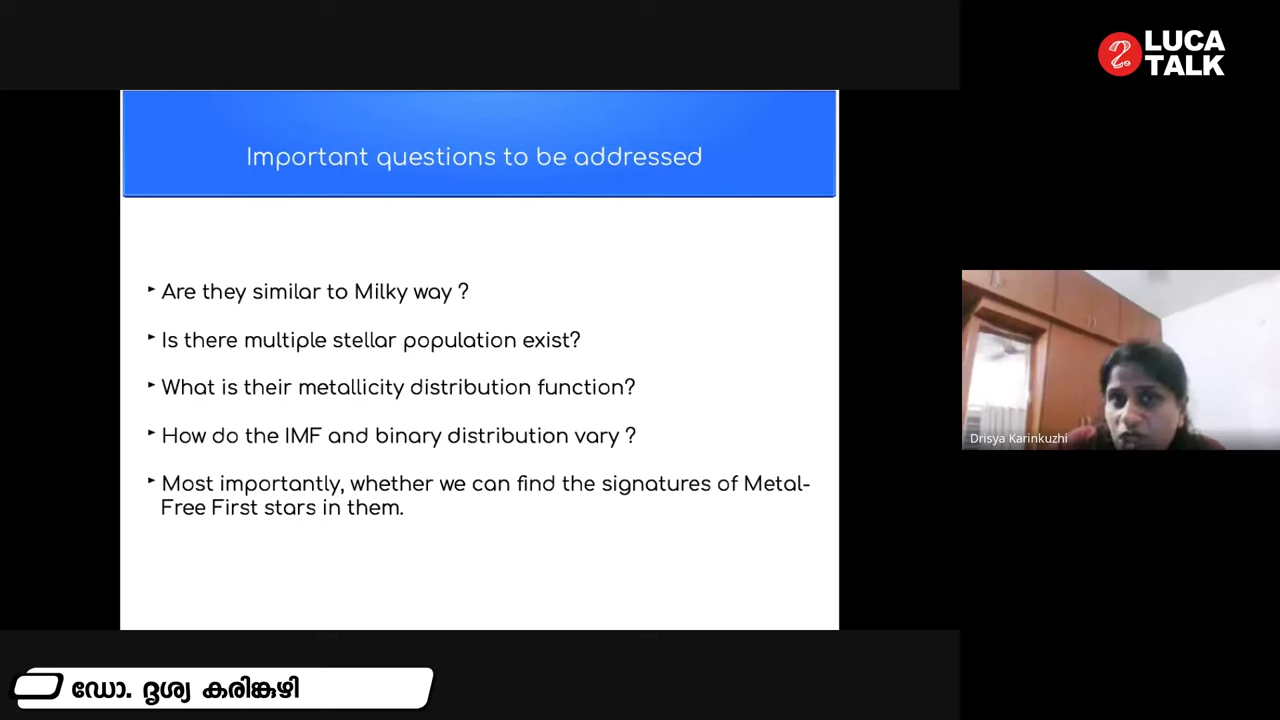 LUCA
TALK
Important questions to be addressed
Are they similar to Milky way ?
Is there multiple stellar population exist?
What is their metallicity distribution function?
How do the IMF and binary distribution vary ?
Most importantly, whether we can find the signatures of Metal-
Free First stars in them.
Drisya Karinkuzhi
ഡോ. ദൃശ്യ കരിങ്കുഴി